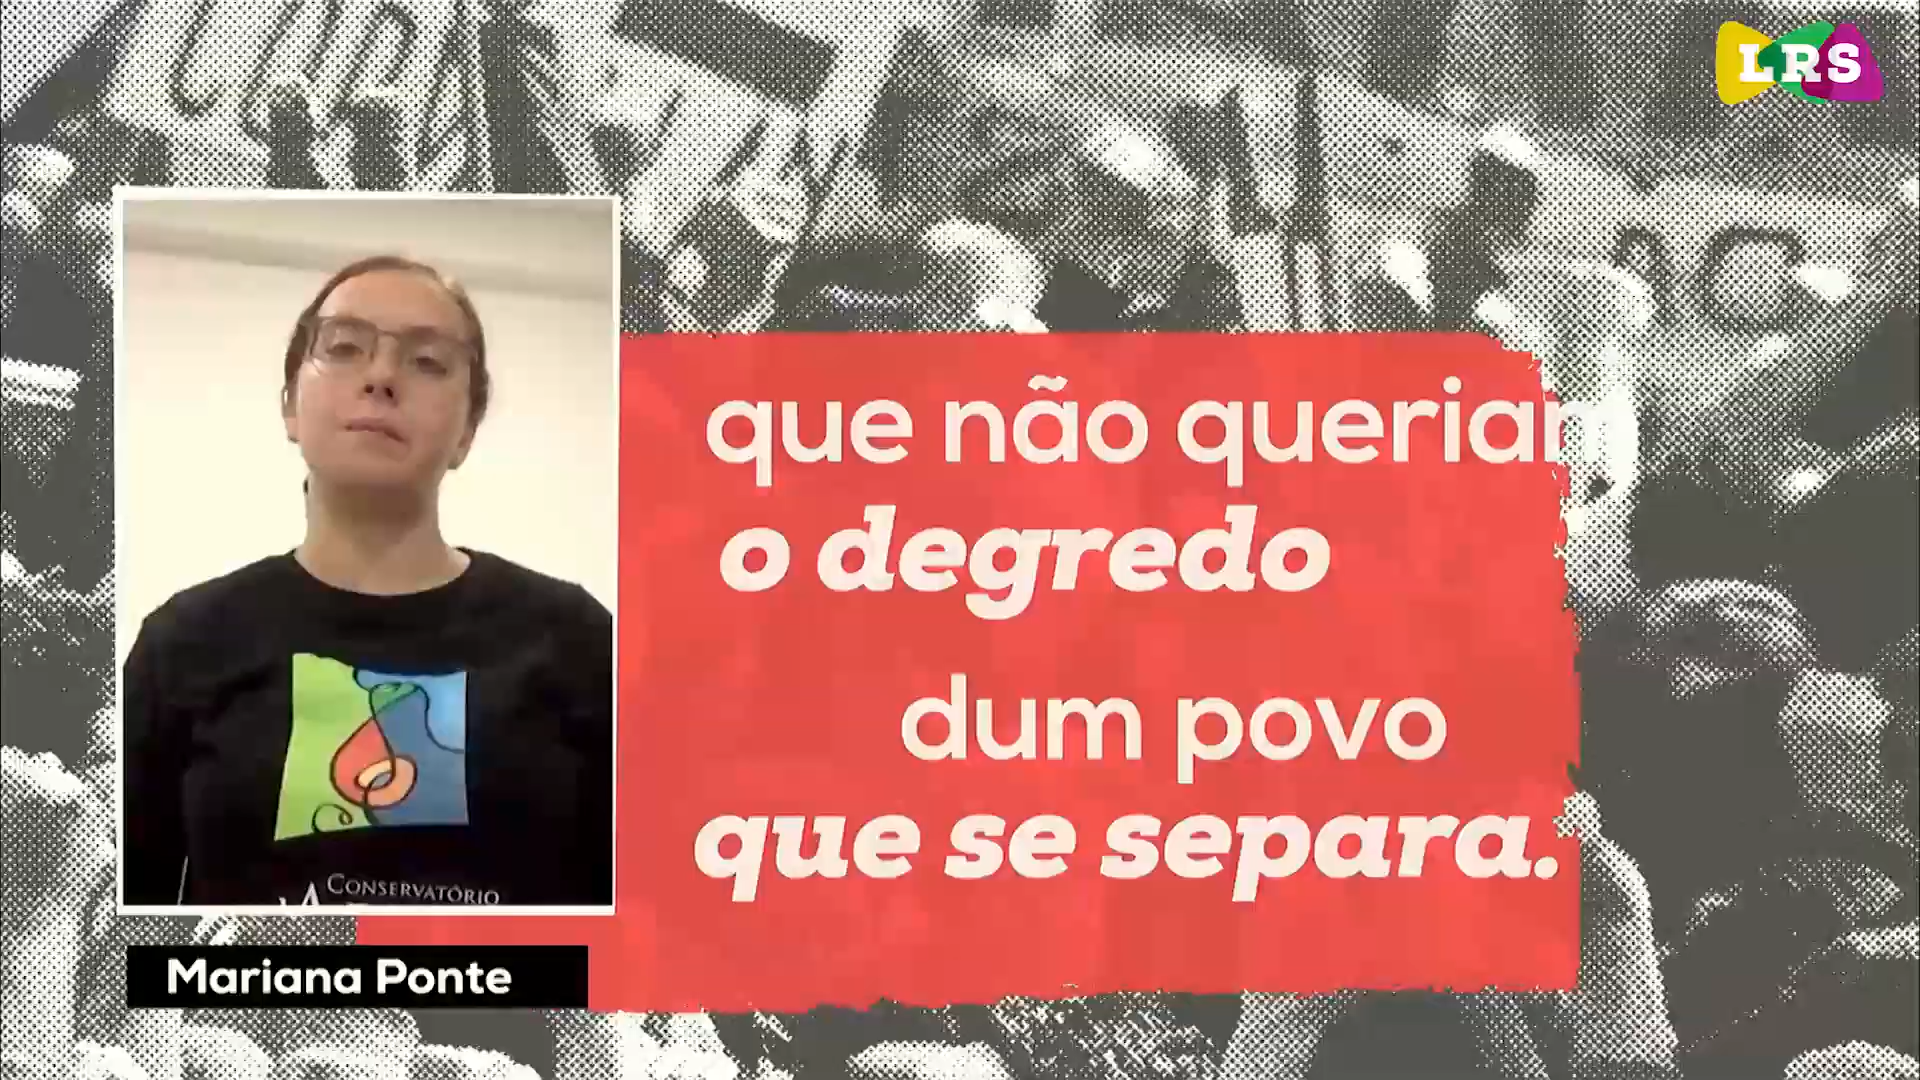 LRS
que não queriam
o degredo
dum povo
que se separa.
CONSERVATÓRIO
Mariana Ponte